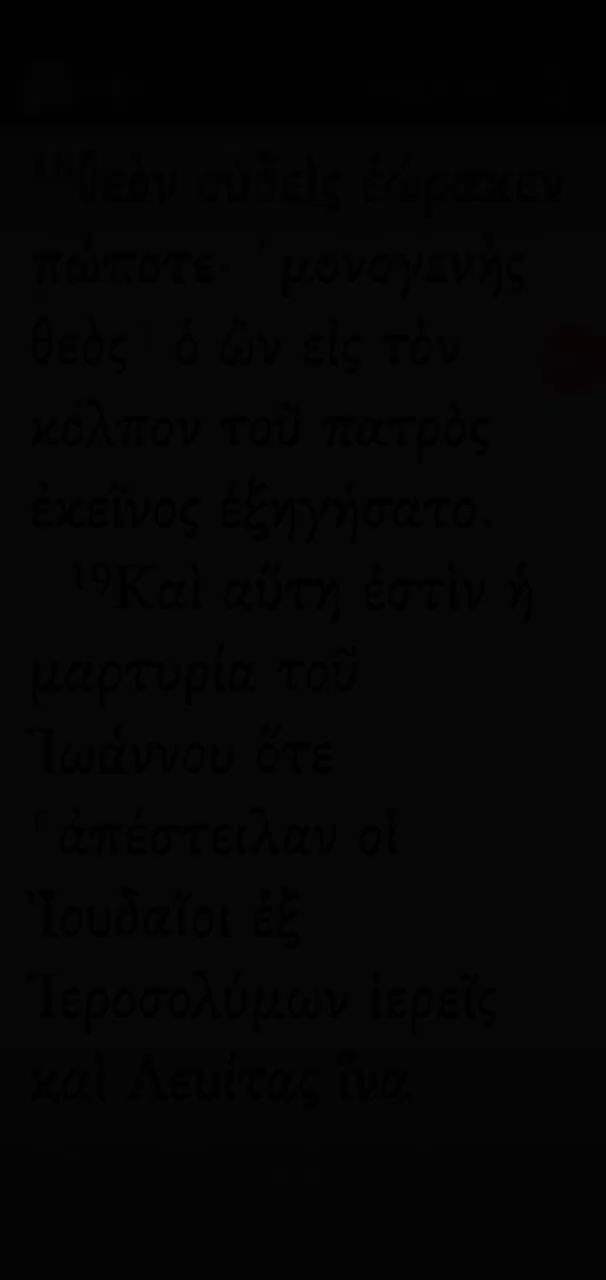 ¹⁸θεὸν οὐδεὶς ἑώρακεν
πώποτε· ⸂μονογενὴς
θεὸς⸃ ὁ ὢν εἰς τὸν
κόλπον τοῦ πατρὸς
ἐκεῖνος ἐξηγήσατο.
¹⁹Καὶ αὕτη ἐστὶν ἡ
μαρτυρία τοῦ
Ἰωάννου ὅτε
⸀ἀπέστειλαν οἱ
Ἰουδαῖοι ἐξ
Ἱεροσολύμων ἱερεῖς
καὶ Λευίτας ἵνα